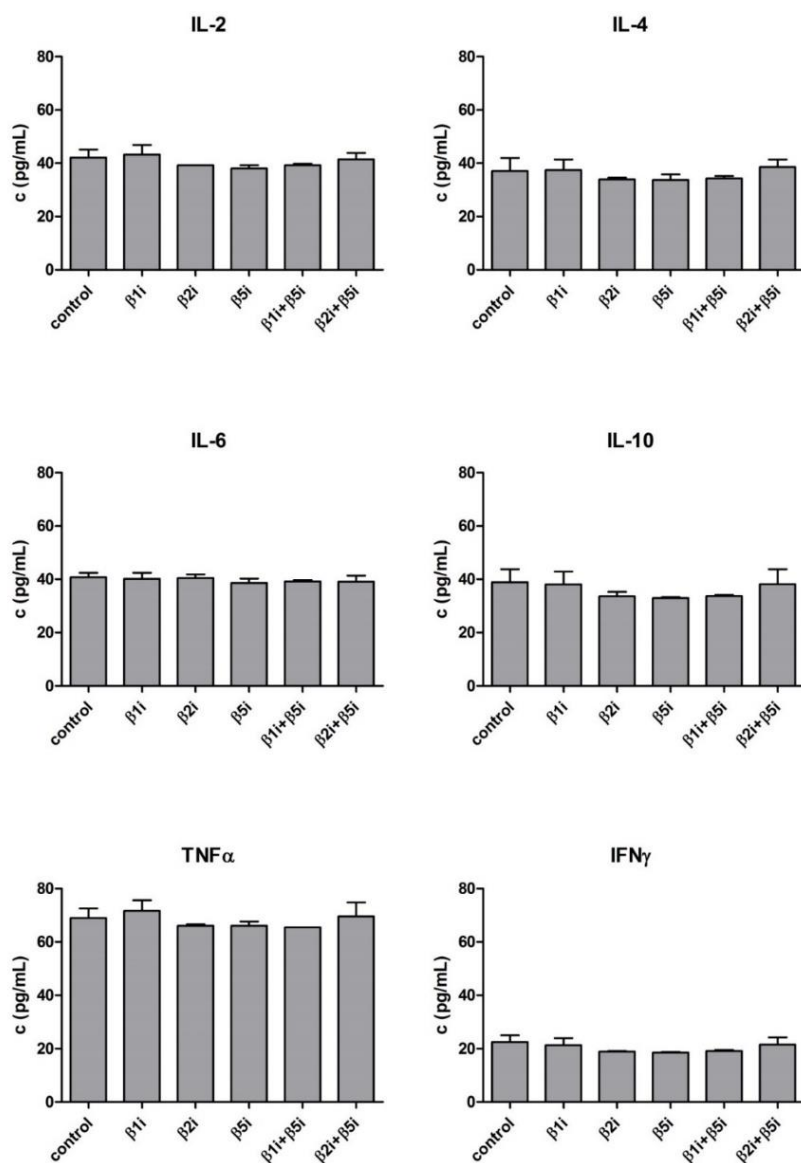 IL-2
80
60
40
20
0
c (pg/mL)
control
β1i
β2i
β5i
β1i+β5i
β2i+β5i
IL-4
80
60
40
20
0
c (pg/mL)
control
β1i
β2i
β5i
β1i+β5i
β2i+β5i
IL-6
80
60
40
20
0
c (pg/mL)
control
β1i
β2i
β5i
β1i+β5i
β2i+β5i
IL-10
80
60
40
20
0
c (pg/mL)
control
β1i
β2i
β5i
β1i+β5i
β2i+β5i
TNFα
80
60
40
20
0
c (pg/mL)
control
β1i
β2i
β5i
β1i+β5i
β2i+β5i
IFNγ
80
60
40
20
0
c (pg/mL)
control
β1i
β2i
β5i
β1i+β5i
β2i+β5i